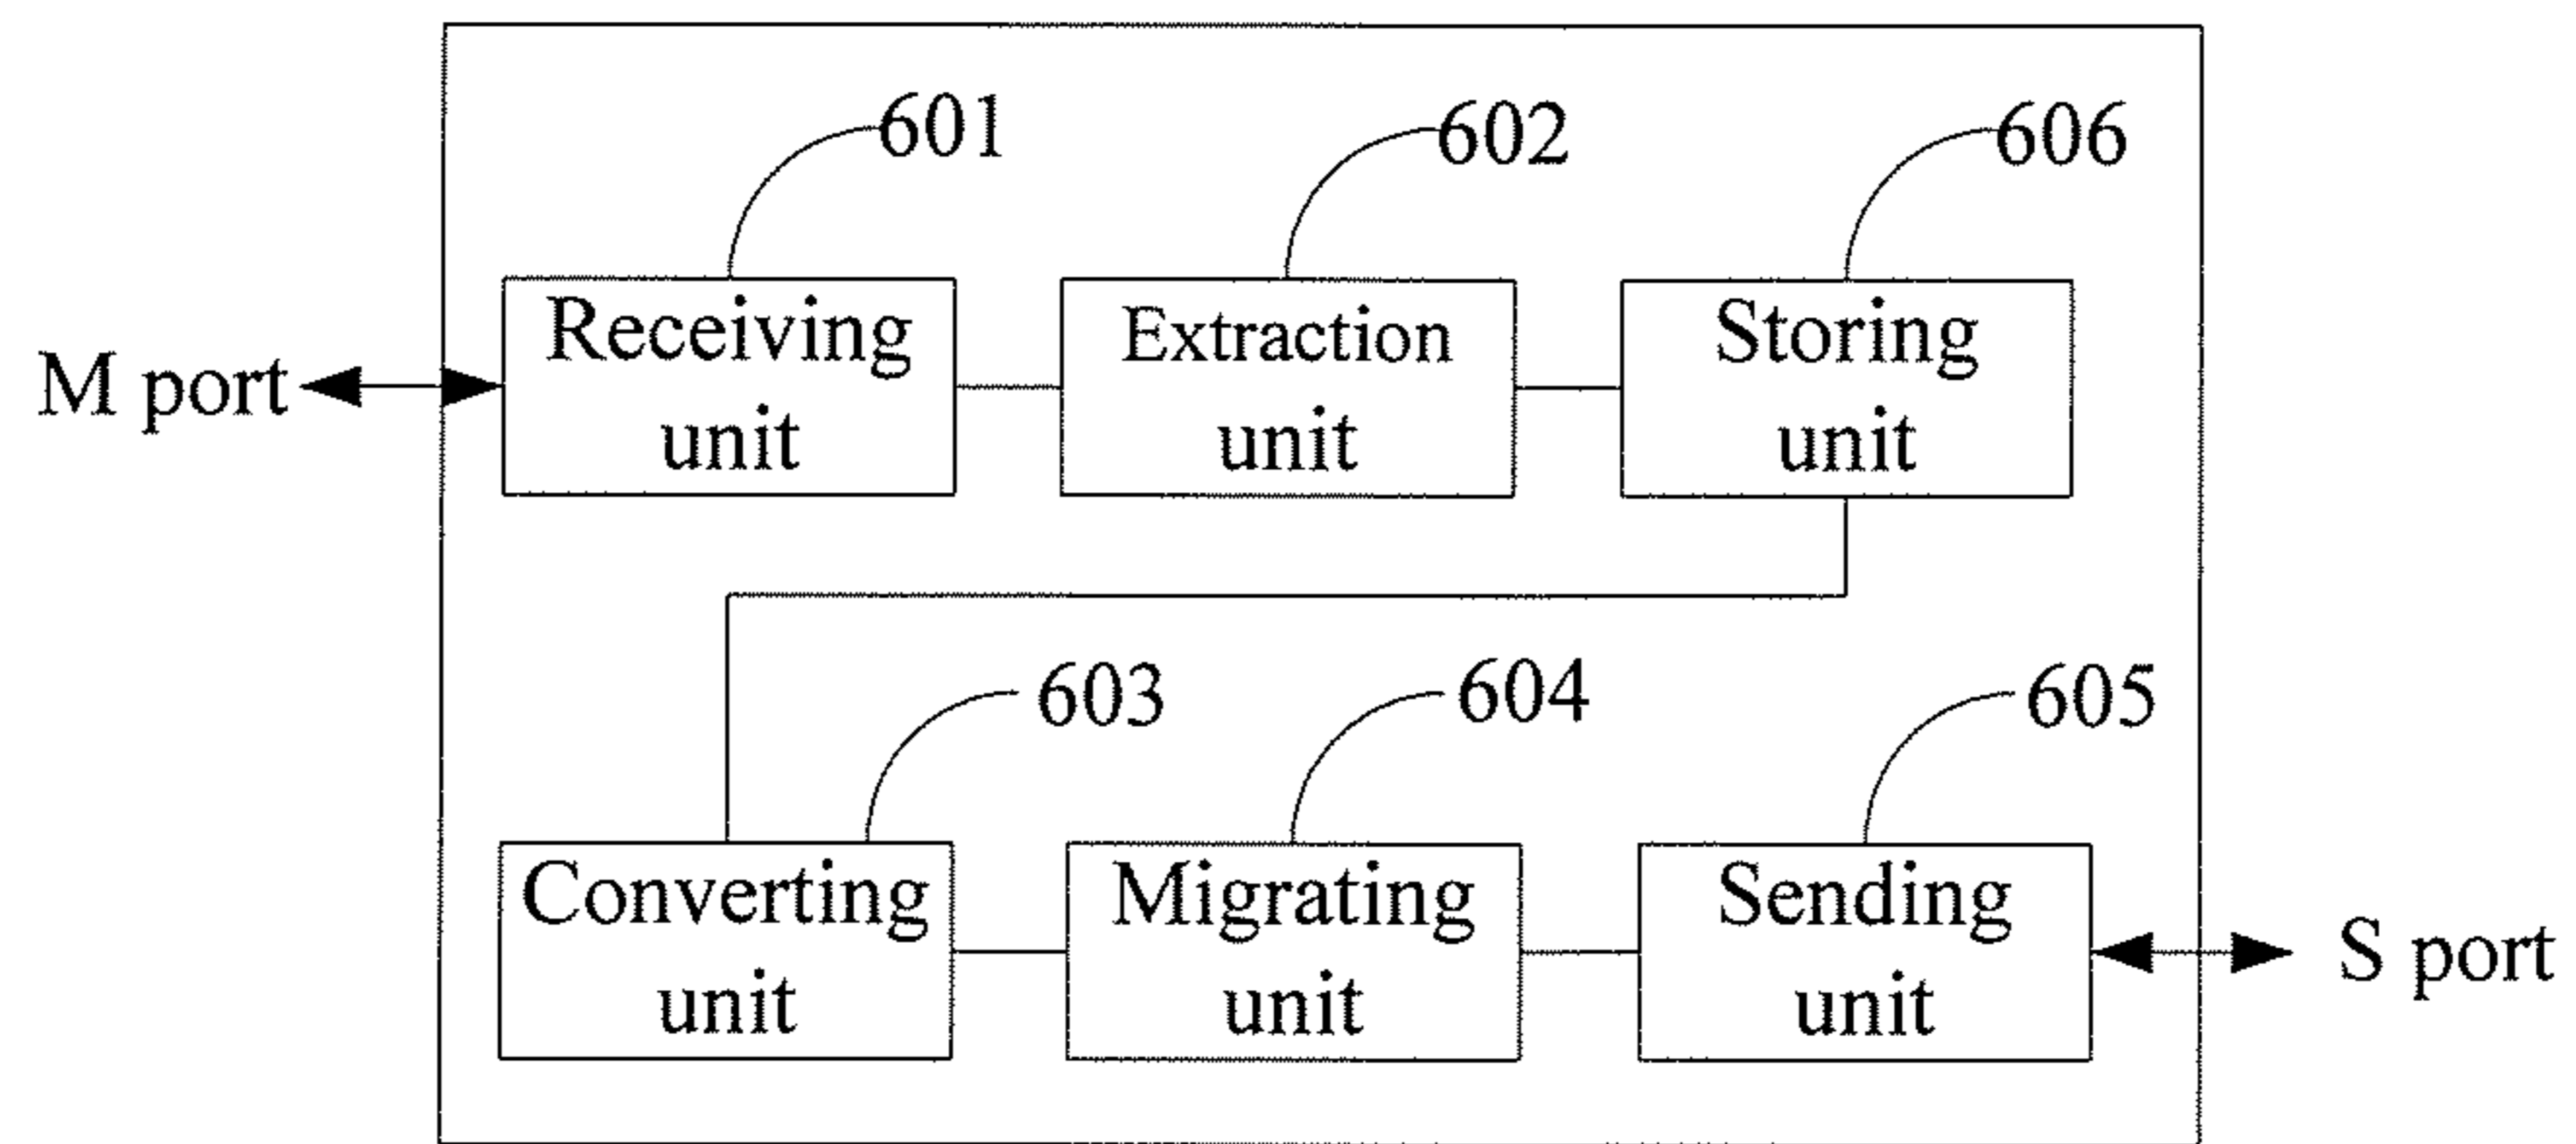 601
602
606
Receiving
unit
Extraction
unit
Storing
unit
M port
603
604
605
Converting
unit
Migrating
unit
Sending
unit
S port